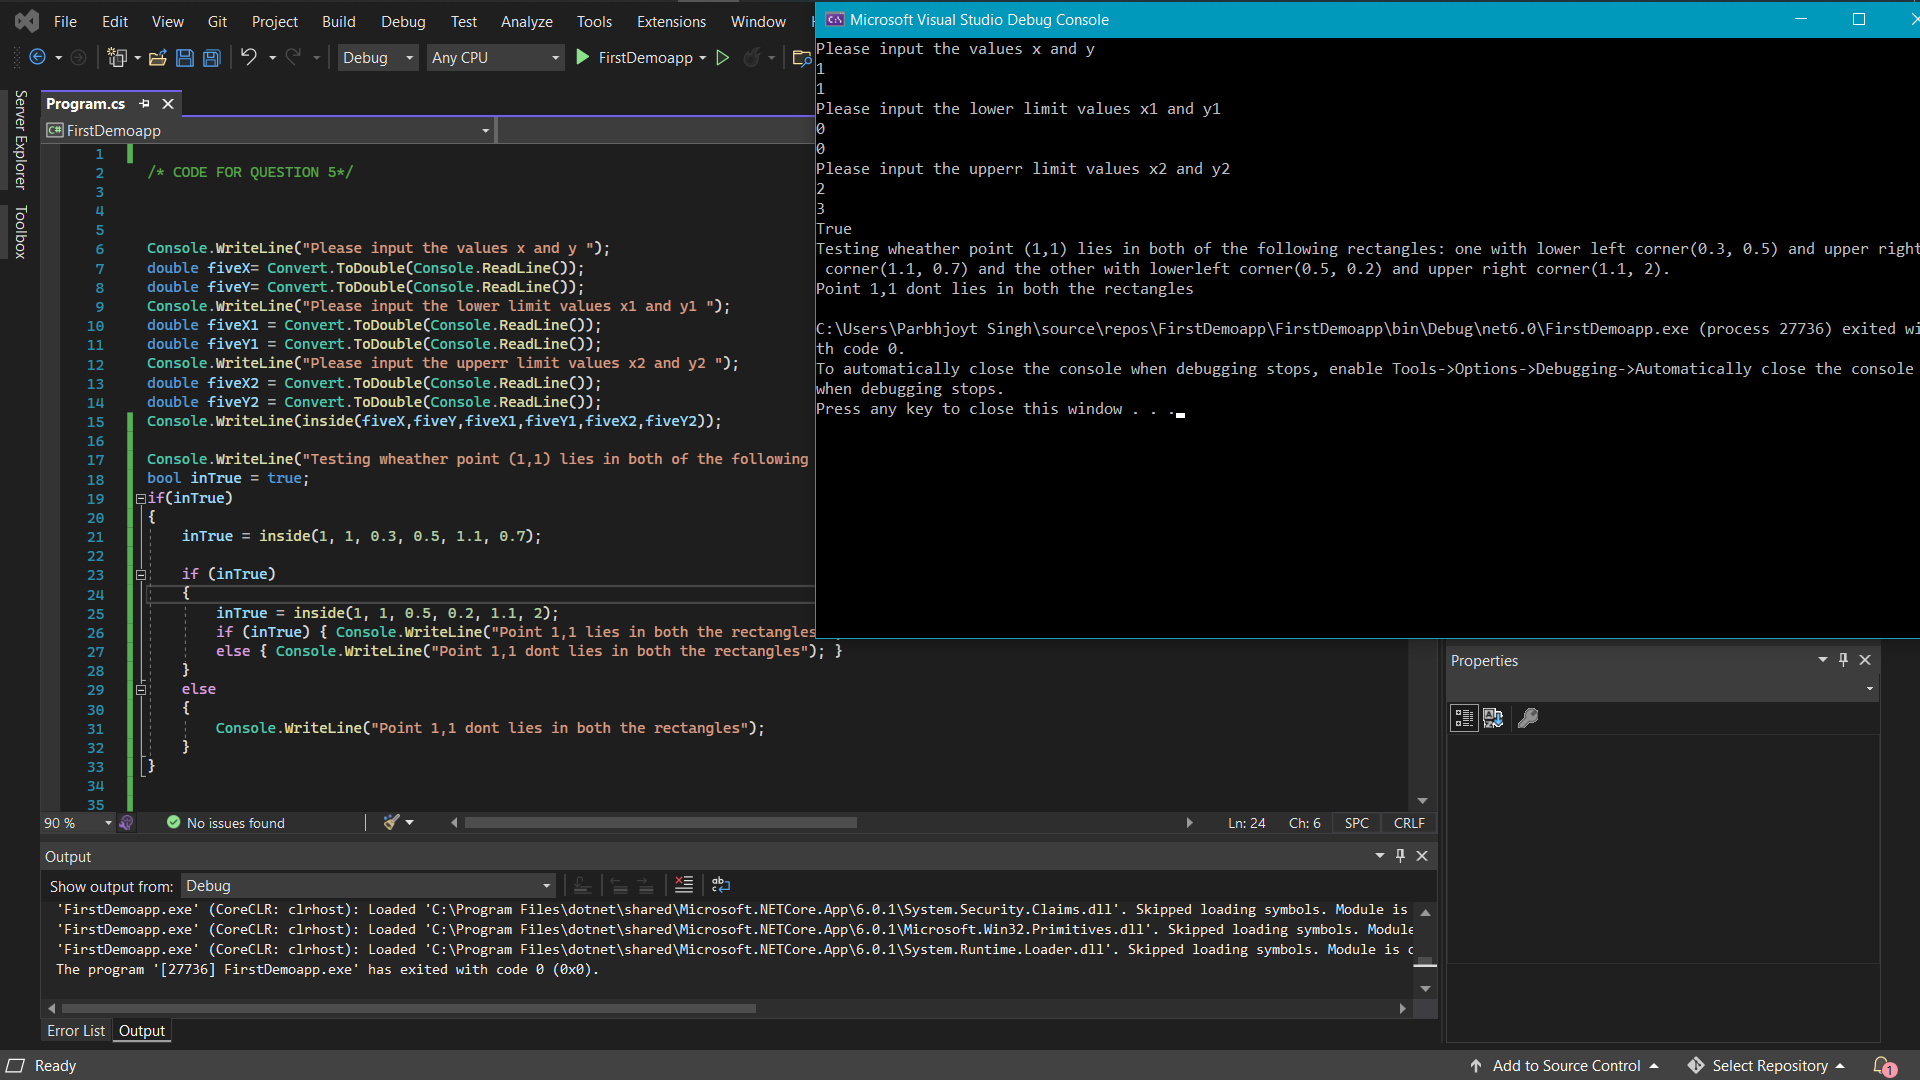 File Edit View Git Project Build Debug Test Analyze Tools Extensions Window
Debug Any CPU FirstDemoapp
Server Explorer
Toolbox
Program.cs
C# FirstDemoapp
1
2 /* CODE FOR QUESTION 5*/
3
4
5
6 Console.WriteLine("Please input the values x and y ");
7 double fiveX= Convert.ToDouble(Console.ReadLine());
8 double fiveY= Convert.ToDouble(Console.ReadLine());
9 Console.WriteLine("Please input the lower limit values x1 and y1 ");
10 double fiveX1 = Convert.ToDouble(Console.ReadLine());
11 double fiveY1 = Convert.ToDouble(Console.ReadLine());
12 Console.WriteLine("Please input the upperr limit values x2 and y2 ");
13 double fiveX2 = Convert.ToDouble(Console.ReadLine());
14 double fiveY2 = Convert.ToDouble(Console.ReadLine());
15 Console.WriteLine(inside(fiveX,fiveY,fiveX1,fiveY1,fiveX2,fiveY2));
16
17 Console.WriteLine("Testing wheather point (1,1) lies in both of the following
18 bool inTrue = true;
19 if(inTrue)
20 {
21 inTrue = inside(1, 1, 0.3, 0.5, 1.1, 0.7);
22
23 if (inTrue)
24 {
25 inTrue = inside(1, 1, 0.5, 0.2, 1.1, 2);
26 if (inTrue) { Console.WriteLine("Point 1,1 lies in both the rectangles
27 else { Console.WriteLine("Point 1,1 dont lies in both the rectangles"); }
28 }
29 else
30 {
31 Console.WriteLine("Point 1,1 dont lies in both the rectangles");
32 }
33 }
34
35
90 % No issues found Ln: 24 Ch: 6 SPC CRLF
Microsoft Visual Studio Debug Console
Please input the values x and y
1
1
Please input the lower limit values x1 and y1
0
0
Please input the upperr limit values x2 and y2
2
3
True
Testing wheather point (1,1) lies in both of the following rectangles: one with lower left corner(0.3, 0.5) and upper right
corner(1.1, 0.7) and the other with lowerleft corner(0.5, 0.2) and upper right corner(1.1, 2).
Point 1,1 dont lies in both the rectangles
C:\Users\Parbhjoyt Singh\source\repos\FirstDemoapp\FirstDemoapp\bin\Debug\net6.0\FirstDemoapp.exe (process 27736) exited wi
th code 0.
To automatically close the console when debugging stops, enable Tools->Options->Debugging->Automatically close the console
when debugging stops.
Press any key to close this window . . .
Properties
Output
Show output from: Debug
'FirstDemoapp.exe' (CoreCLR: clrhost): Loaded 'C:\Program Files\dotnet\shared\Microsoft.NETCore.App\6.0.1\System.Security.Claims.dll'. Skipped loading symbols. Module is
'FirstDemoapp.exe' (CoreCLR: clrhost): Loaded 'C:\Program Files\dotnet\shared\Microsoft.NETCore.App\6.0.1\Microsoft.Win32.Primitives.dll'. Skipped loading symbols. Module
'FirstDemoapp.exe' (CoreCLR: clrhost): Loaded 'C:\Program Files\dotnet\shared\Microsoft.NETCore.App\6.0.1\System.Runtime.Loader.dll'. Skipped loading symbols. Module is c
The program '[27736] FirstDemoapp.exe' has exited with code 0 (0x0).
Error List Output
Ready Add to Source Control Select Repository 1